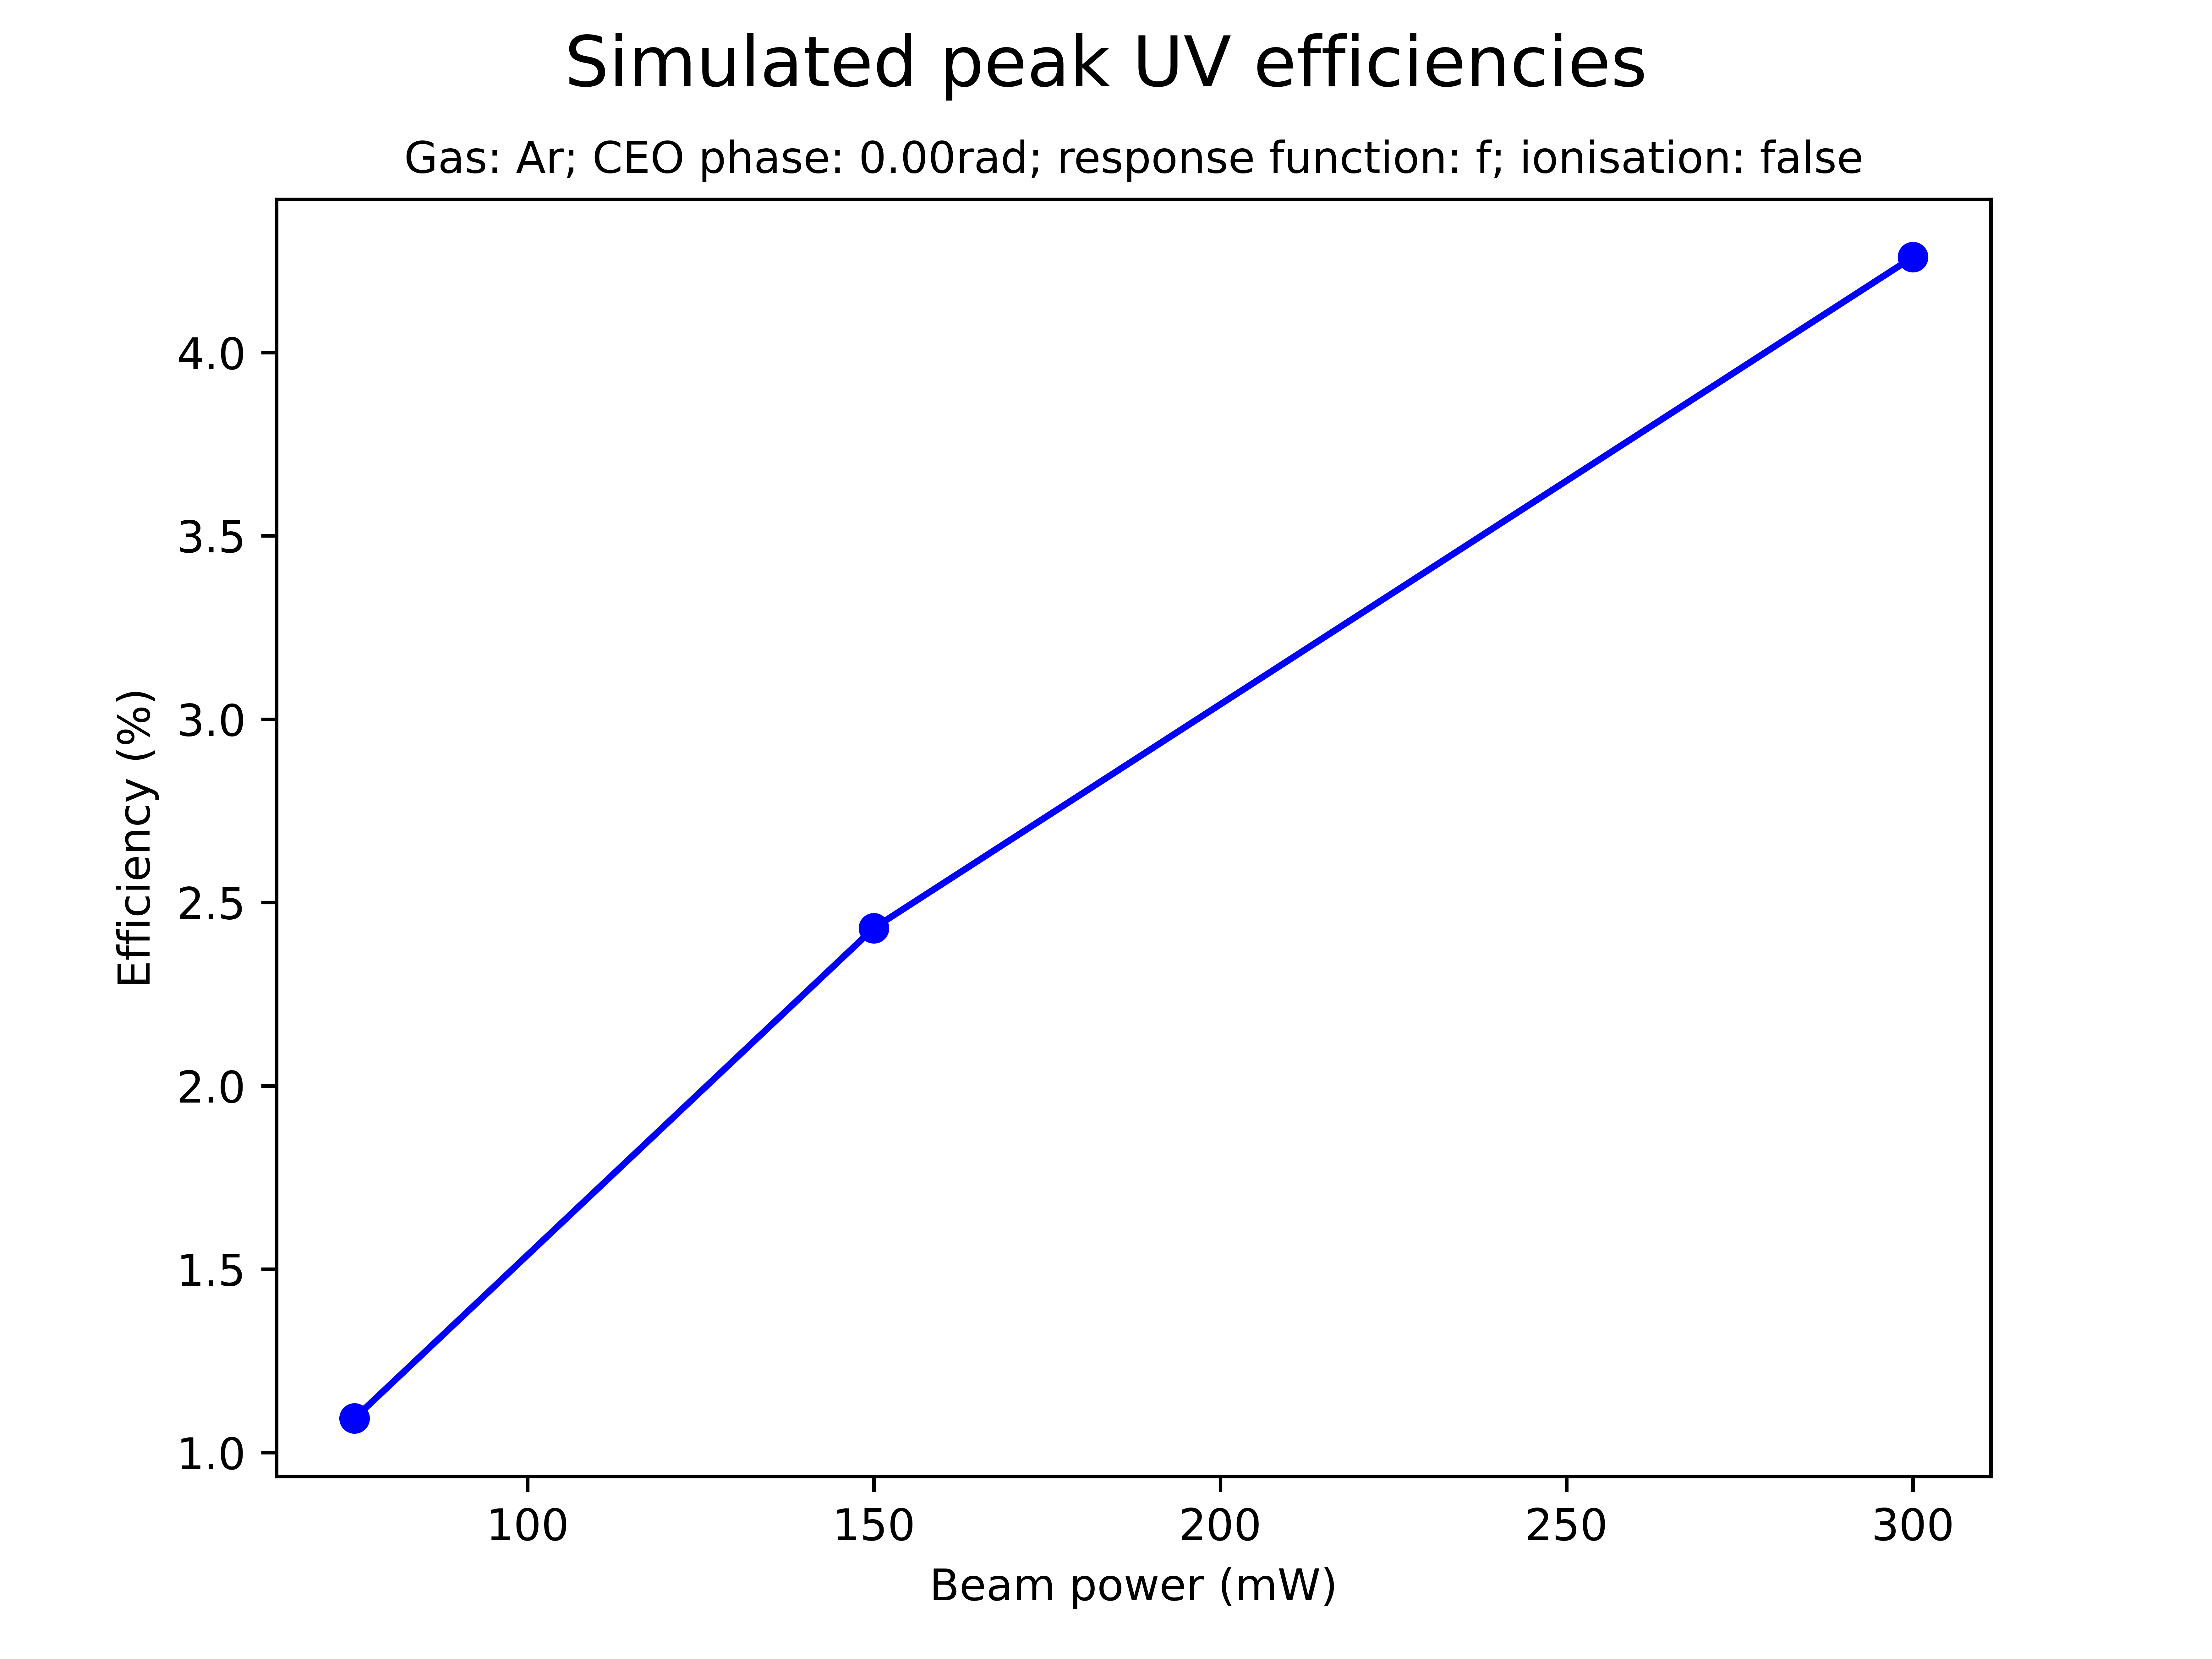 Simulated peak UV efficiencies
Gas: Ar; CEO phase: 0.00rad; response function: f; ionisation: false
4.0
3.5
3.0
2.5
2.0
1.5
1.0
Efficiency (%)
100 150 200 250 300
Beam power (mW)